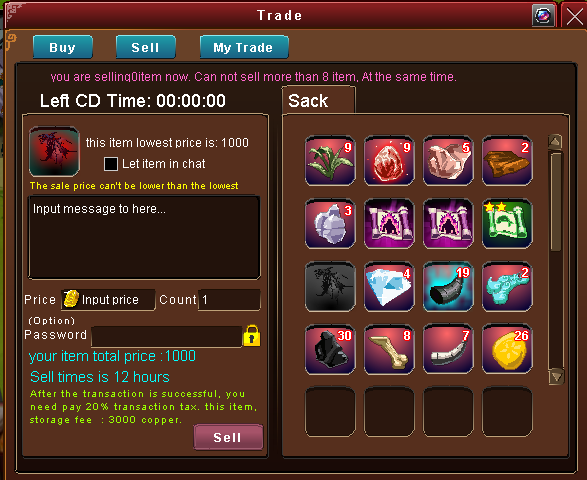 Trade
Buy
Sell
My Trade
you are selling0item now. Can not sell more than 8 item, At the same time.
Left CD Time: 00:00:00
Sack
this item lowest price is: 1000
Let item in chat
The sale price can't be lower than the lowest
Input message to here...
Price Input price Count 1
(Option)
Password
your item total price :1000
Sell times is 12 hours
After the transaction is successful, you
need pay 20% transaction tax. this item,
storage fee : 3000 copper.
Sell
9 9 5 2
3
4 19 2
30 8 7 26